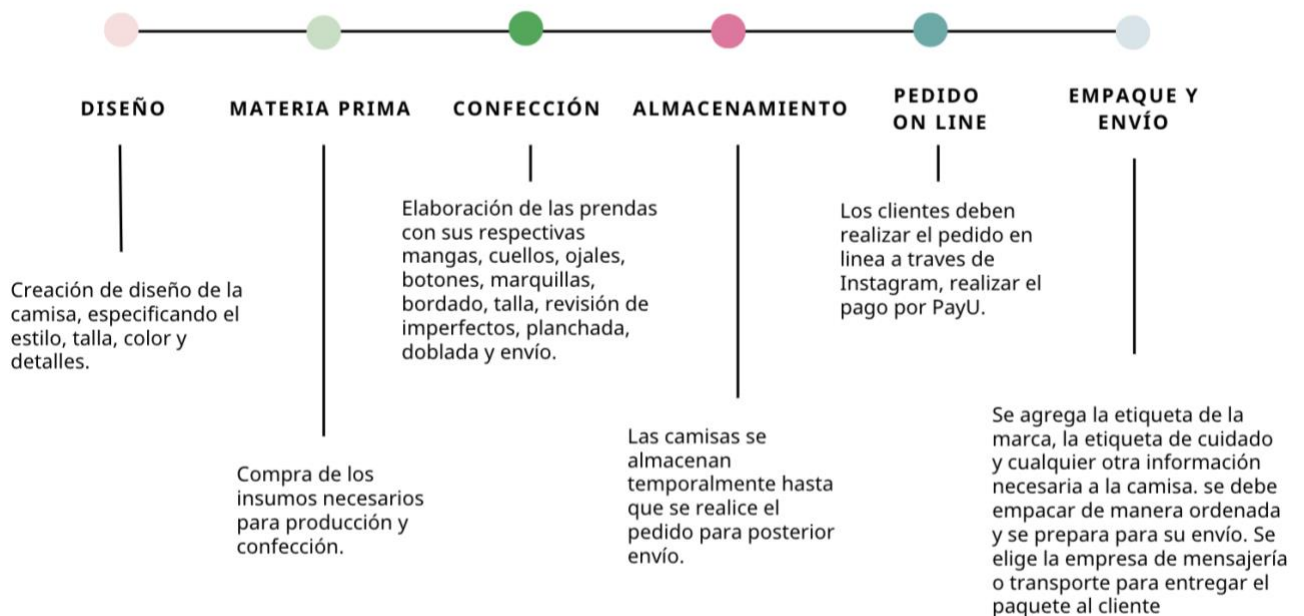 DISEÑO
Creación de diseño de la
camisa, especificando el
estilo, talla, color y
detalles.
MATERIA PRIMA
Compra de los
insumos necesarios
para producción y
confección.
CONFECCIÓN
Elaboración de las prendas
con sus respectivas
mangas, cuellos, ojales,
botones, marquillas,
bordado, talla, revisión de
imperfectos, planchada,
doblada y envío.
ALMACENAMIENTO
Las camisas se
almacenan
temporalmente hasta
que se realice el
pedido para posterior
envío.
PEDIDO
ON LINE
Los clientes deben
realizar el pedido en
linea a traves de
Instagram, realizar el
pago por PayU.
EMPAQUE Y
ENVÍO
Se agrega la etiqueta de la
marca, la etiqueta de cuidado
y cualquier otra información
necesaria a la camisa. se debe
empacar de manera ordenada
y se prepara para su envío. Se
elige la empresa de mensajería
o transporte para entregar el
paquete al cliente